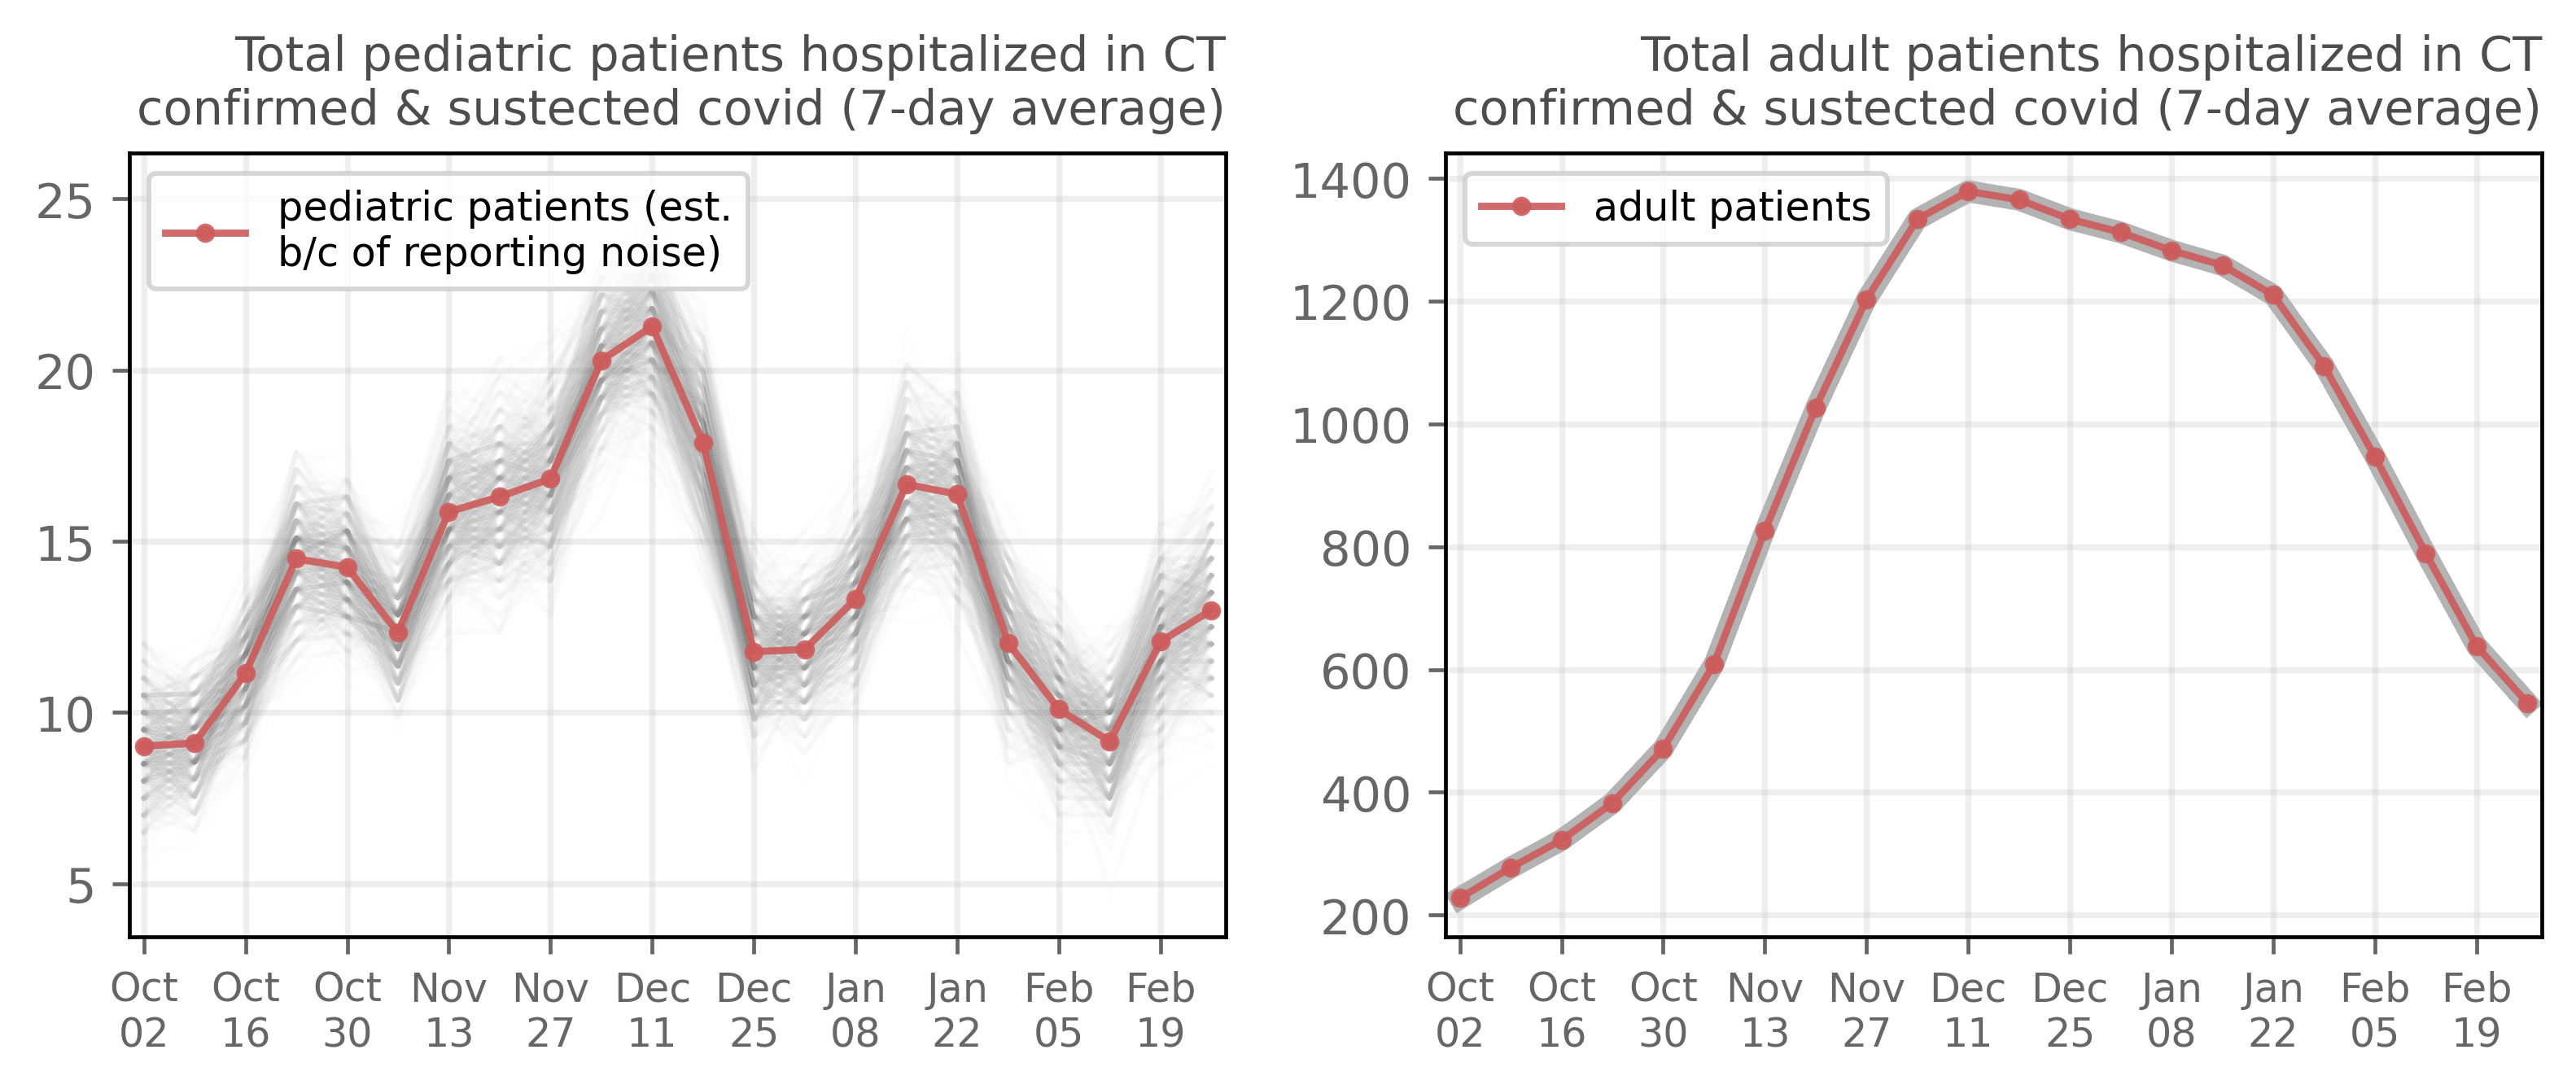 Total pediatric patients hospitalized in CT
confirmed & sustected covid (7-day average)
pediatric patients (est.
b/c of reporting noise)
25
20
15
10
5
Oct Oct Oct Nov Nov Dec Dec Jan Jan Feb Feb
02 16 30 13 27 11 25 08 22 05 19
Total adult patients hospitalized in CT
confirmed & sustected covid (7-day average)
adult patients
1400
1200
1000
800
600
400
200
Oct Oct Oct Nov Nov Dec Dec Jan Jan Feb Feb
02 16 30 13 27 11 25 08 22 05 19